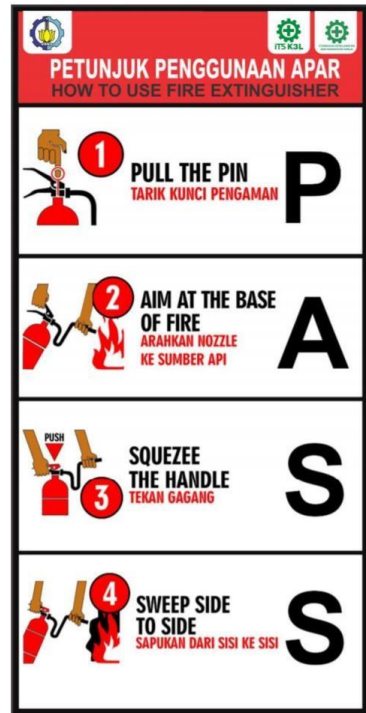 ITS K3L
PETUNJUK PENGGUNAAN APAR
HOW TO USE FIRE EXTINGUISHER
1
PULL THE PIN
TARIK KUNCI PENGAMAN
P
2
AIM AT THE BASE
OF FIRE
ARAHKAN NOZZLE
KE SUMBER API
A
PUSH
3
SQUEZEE
THE HANDLE
TEKAN GAGANG
S
4
SWEEP SIDE
TO SIDE
SAPUKAN DARI SISI KE SISI
S